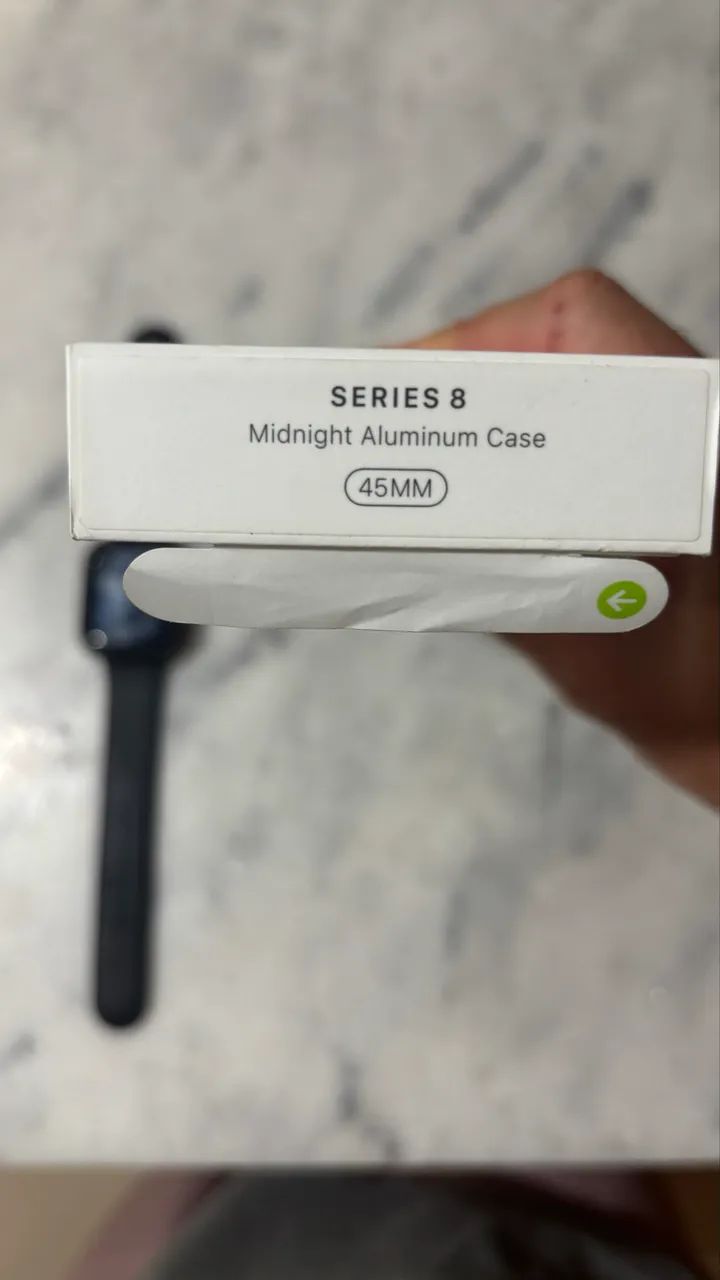 SERIES 8
Midnight Aluminum Case
45MM